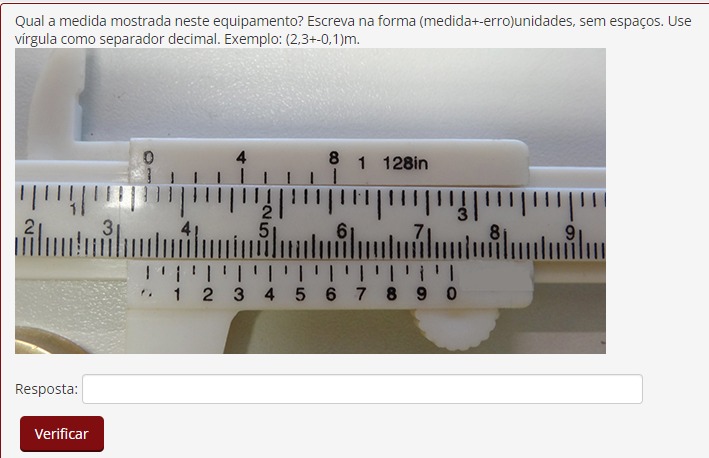 Qual a medida mostrada neste equipamento? Escreva na forma (medida+-erro)unidades, sem espaços. Use
vírgula como separador decimal. Exemplo: (2,3+-0,1)m.
0 4 8 1 128in
1 2 3
2 3 4 5 6 7 8 9
1 2 3 4 5 6 7 8 9 0
Resposta:
Verificar